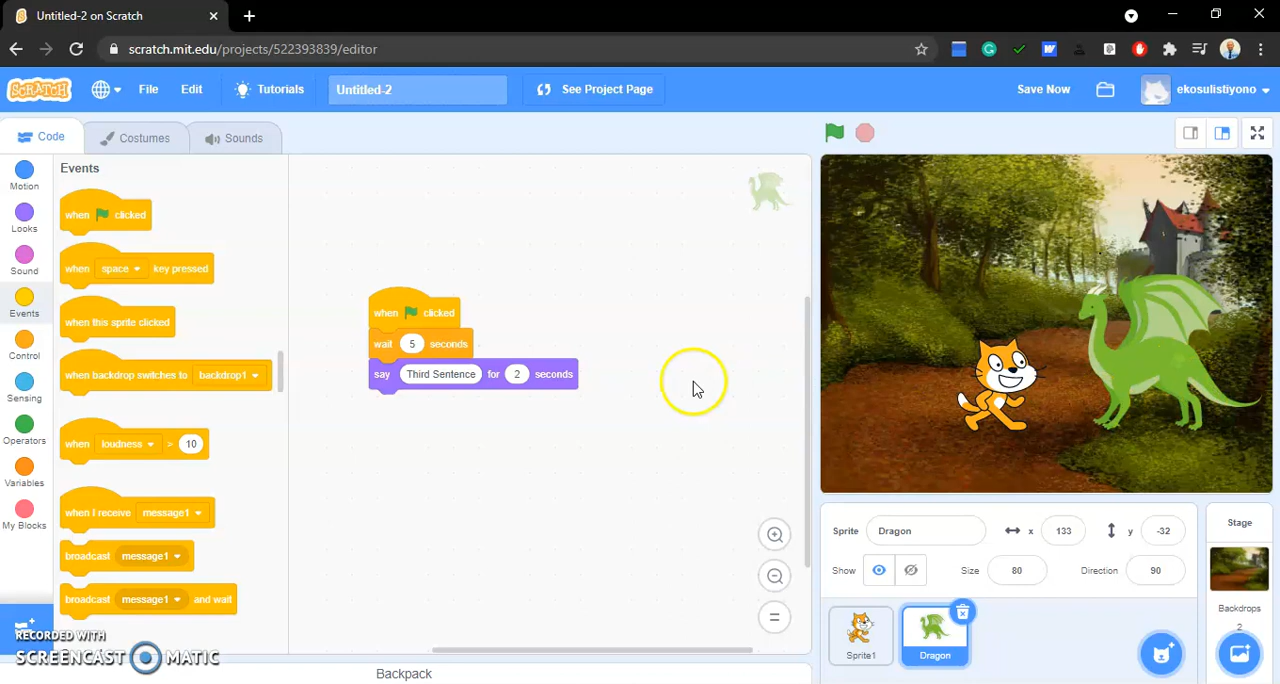 Untitled-2 on Scratch
scratch.mit.edu/projects/522393839/editor
SCRATCH File Edit Tutorials Untitled-2 See Project Page Save Now ekosulistiyono
Code Costumes Sounds
Events
Motion
Looks
Sound
Events
Control
Sensing
Operators
Variables
My Blocks
when clicked
when space key pressed
when this sprite clicked
when backdrop switches to backdrop1
when loudness > 10
when I receive message1
broadcast message1
broadcast message1 and wait
when clicked
wait 5 seconds
say Third Sentence for 2 seconds
Sprite Dragon x 133 y -32
Show Size 80 Direction 90
Sprite1
Dragon
Stage
Backdrops
2
Backpack
RECORDED WITH
SCREENCAST MATIC